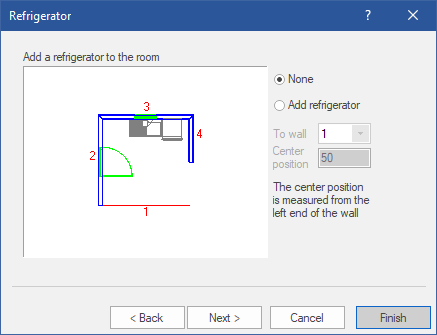 Refrigerator
?
Add a refrigerator to the room
None
Add refrigerator
3
4
2
1
To wall 1
Center
position 50
The center position
is measured from the
left end of the wall
< Back Next > Cancel Finish